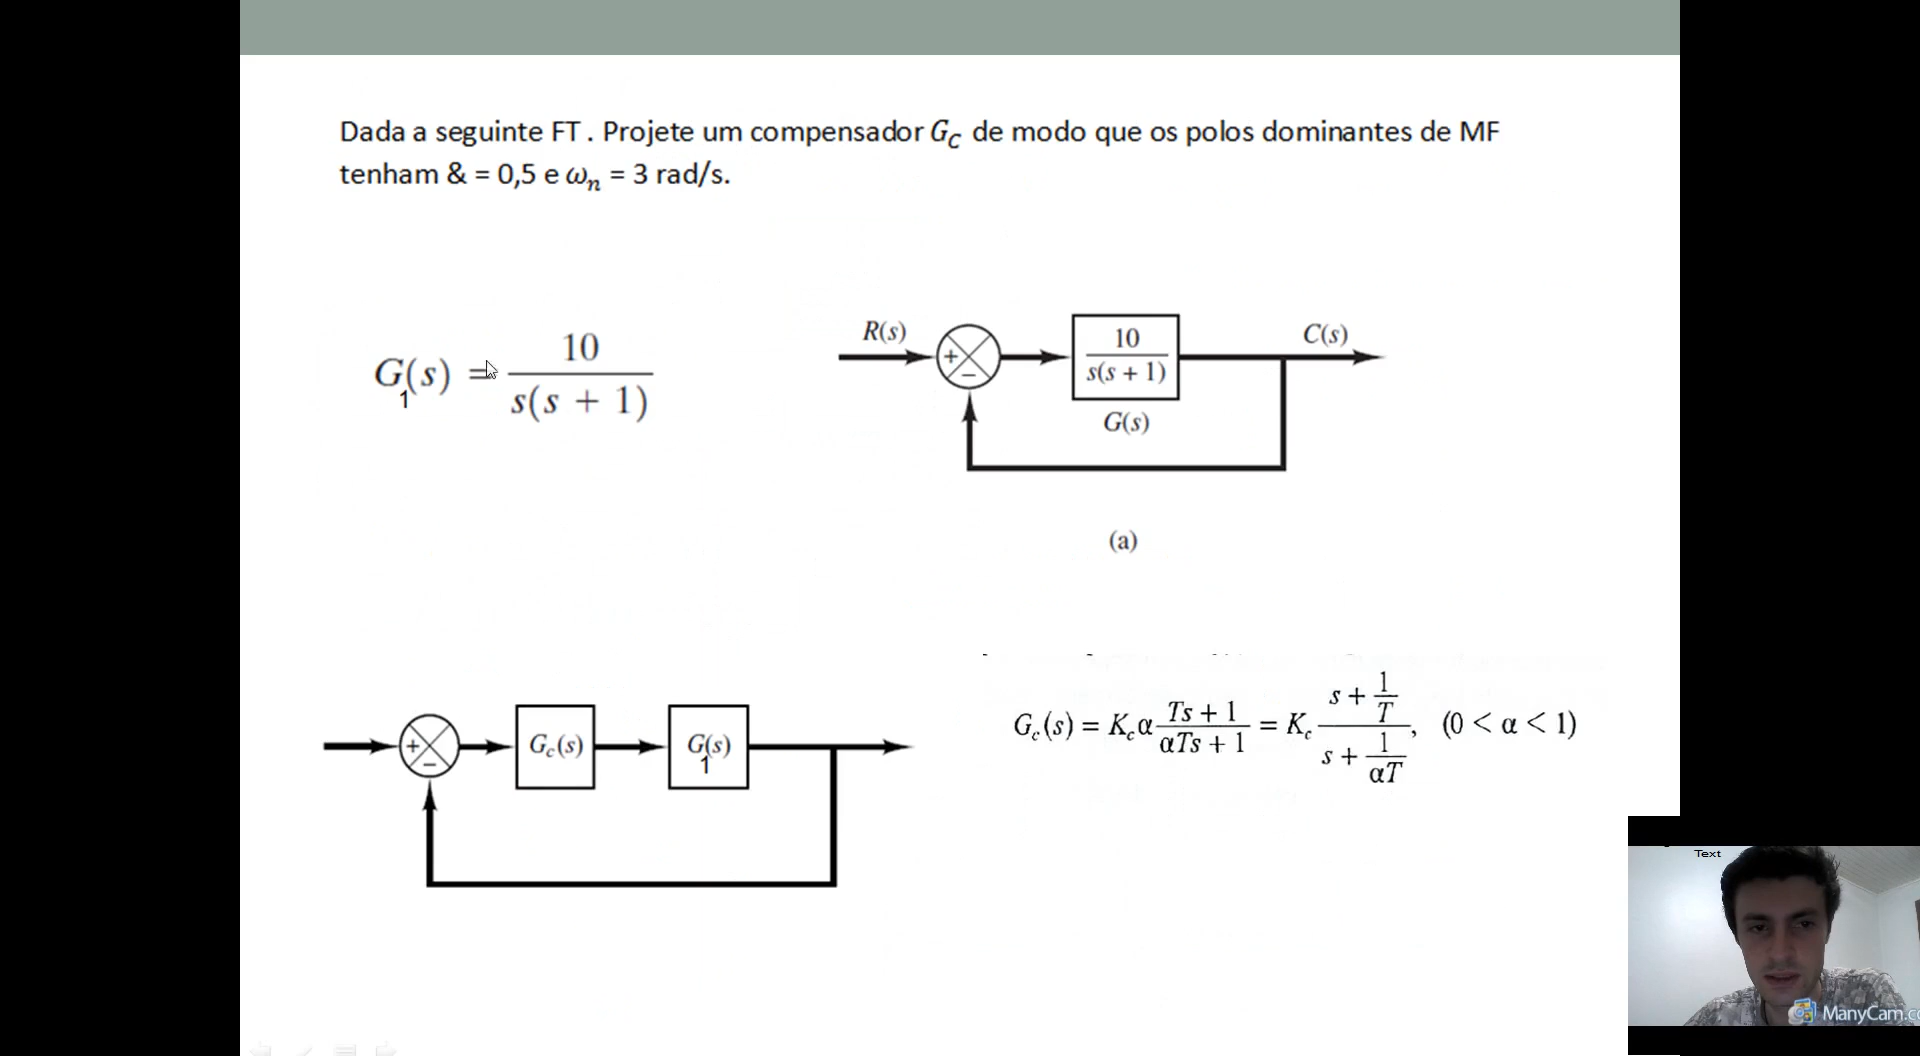 Dada a seguinte FT . Projete um compensador G_C de modo que os polos dominantes de MF
tenham & = 0,5 e ω_n = 3 rad/s.
G_1(s) = 10 / s(s + 1)
R(s)
+
−
10 / s(s + 1)
G(s)
C(s)
(a)
+
−
G_c(s)
G_1(s)
G_c(s) = K_c α (Ts + 1)/(αTs + 1) = K_c (s + 1/T)/(s + 1/(αT)), (0 < α < 1)
Text
ManyCam.c